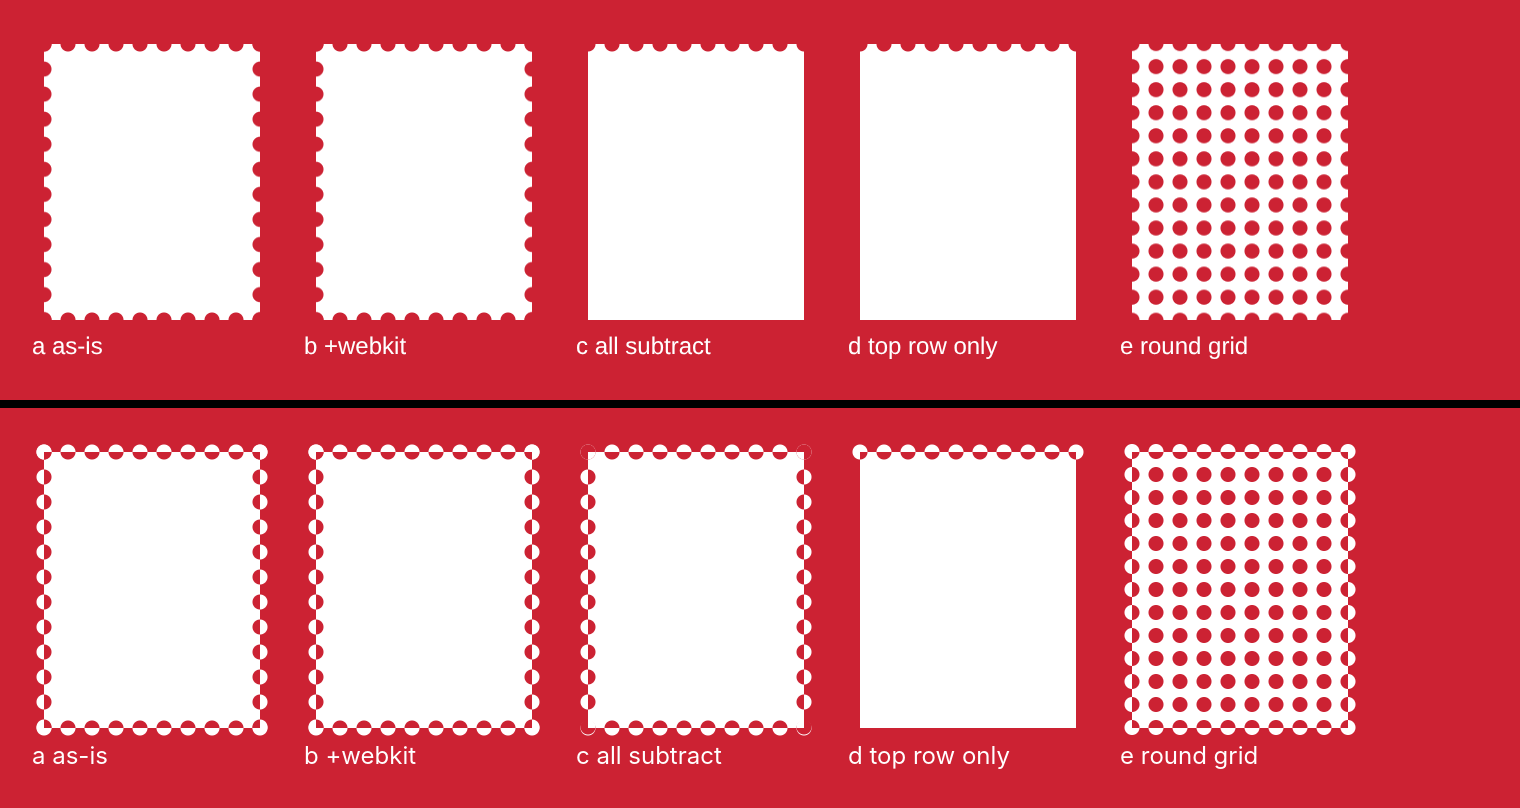 a as-is
b +webkit
c all subtract
d top row only
e round grid
a as-is
b +webkit
c all subtract
d top row only
e round grid